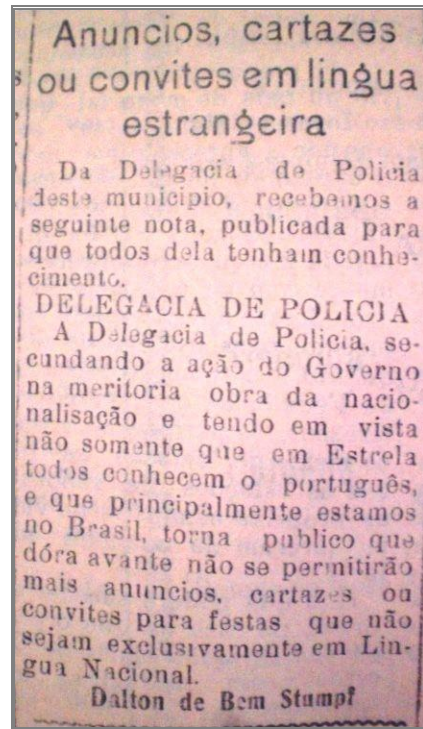 Anuncios, cartazes
ou convites em lingua
estrangeira
Da Delegacia de Policia
deste municipio, recebemos a
seguinte nota, publicada para
que todos dela tenham conhe-
cimento.
DELEGACIA DE POLICIA
A Delegacia de Policia, se-
cundando a ação do Governo
na meritoria obra da nacio-
nalisação e tendo em vista
não somente que em Estrela
todos conhecem o português,
e que principalmente estamos
no Brasil, torna publico que
dóra avante não se permitirão
mais anuncios, cartazes ou
convites para festas que não
sejam exclusivamente em Lin-
gua Nacional.
Dalton de Bem Stumpf